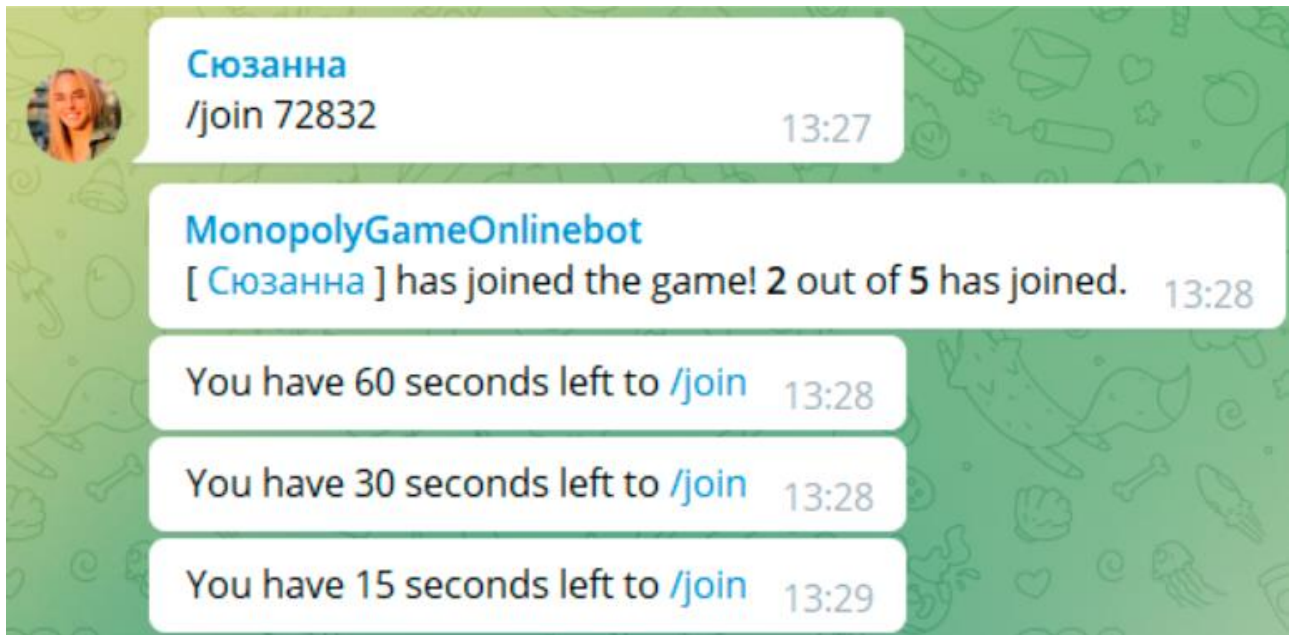 Сюзанна
/join 72832
13:27
MonopolyGameOnlinebot
[ Сюзанна ] has joined the game! 2 out of 5 has joined.
13:28
You have 60 seconds left to /join
13:28
You have 30 seconds left to /join
13:28
You have 15 seconds left to /join
13:29